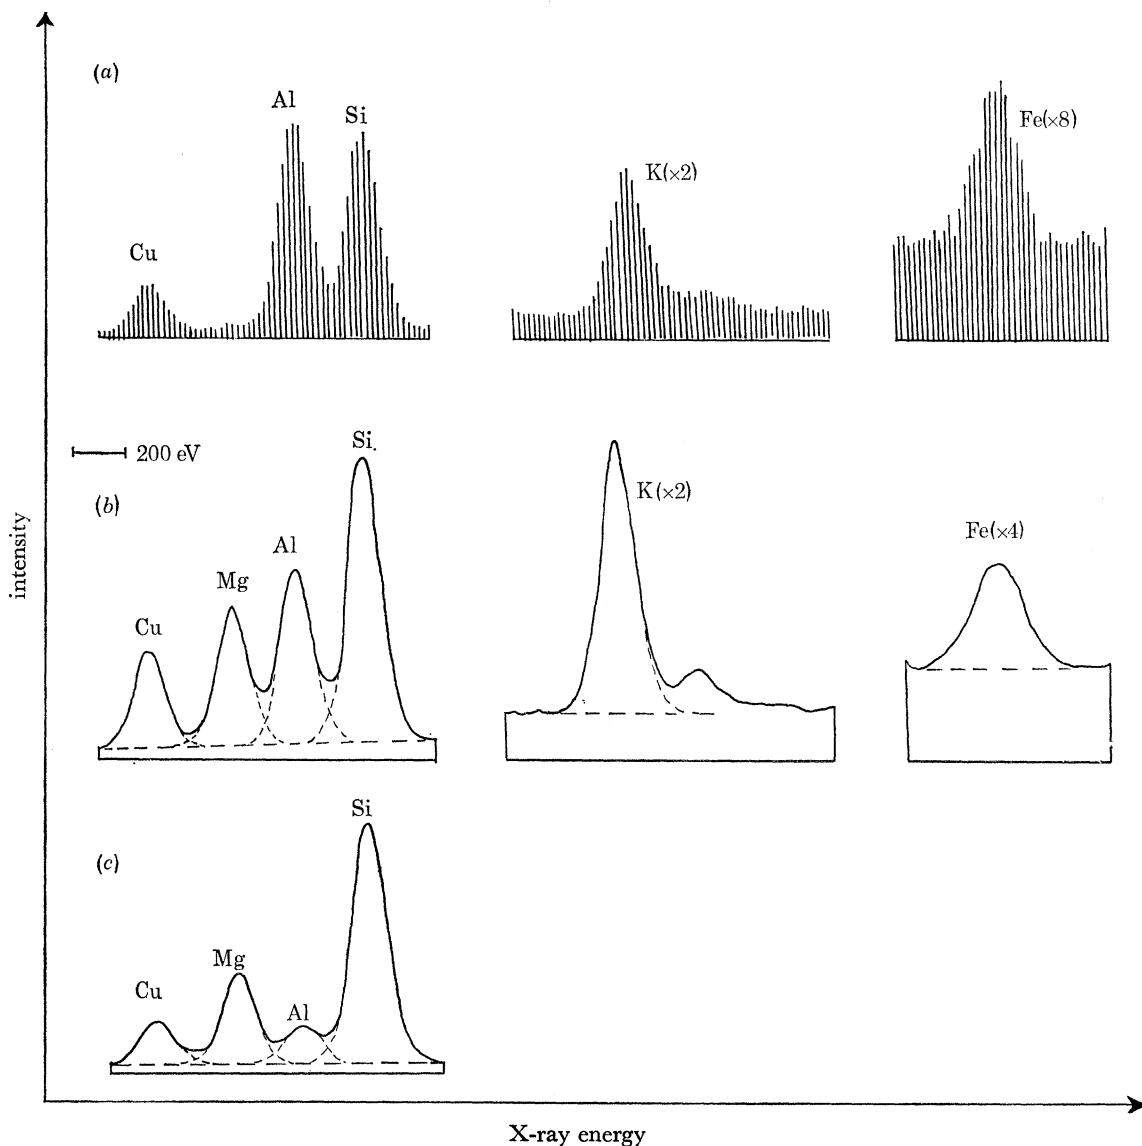 (a)
Al
Si
Cu
K(×2)
Fe(×8)
200 eV
(b)
Si.
Al
Mg
Cu
K(×2)
Fe(×4)
(c)
Si
Mg
Cu
Al
intensity
X-ray energy